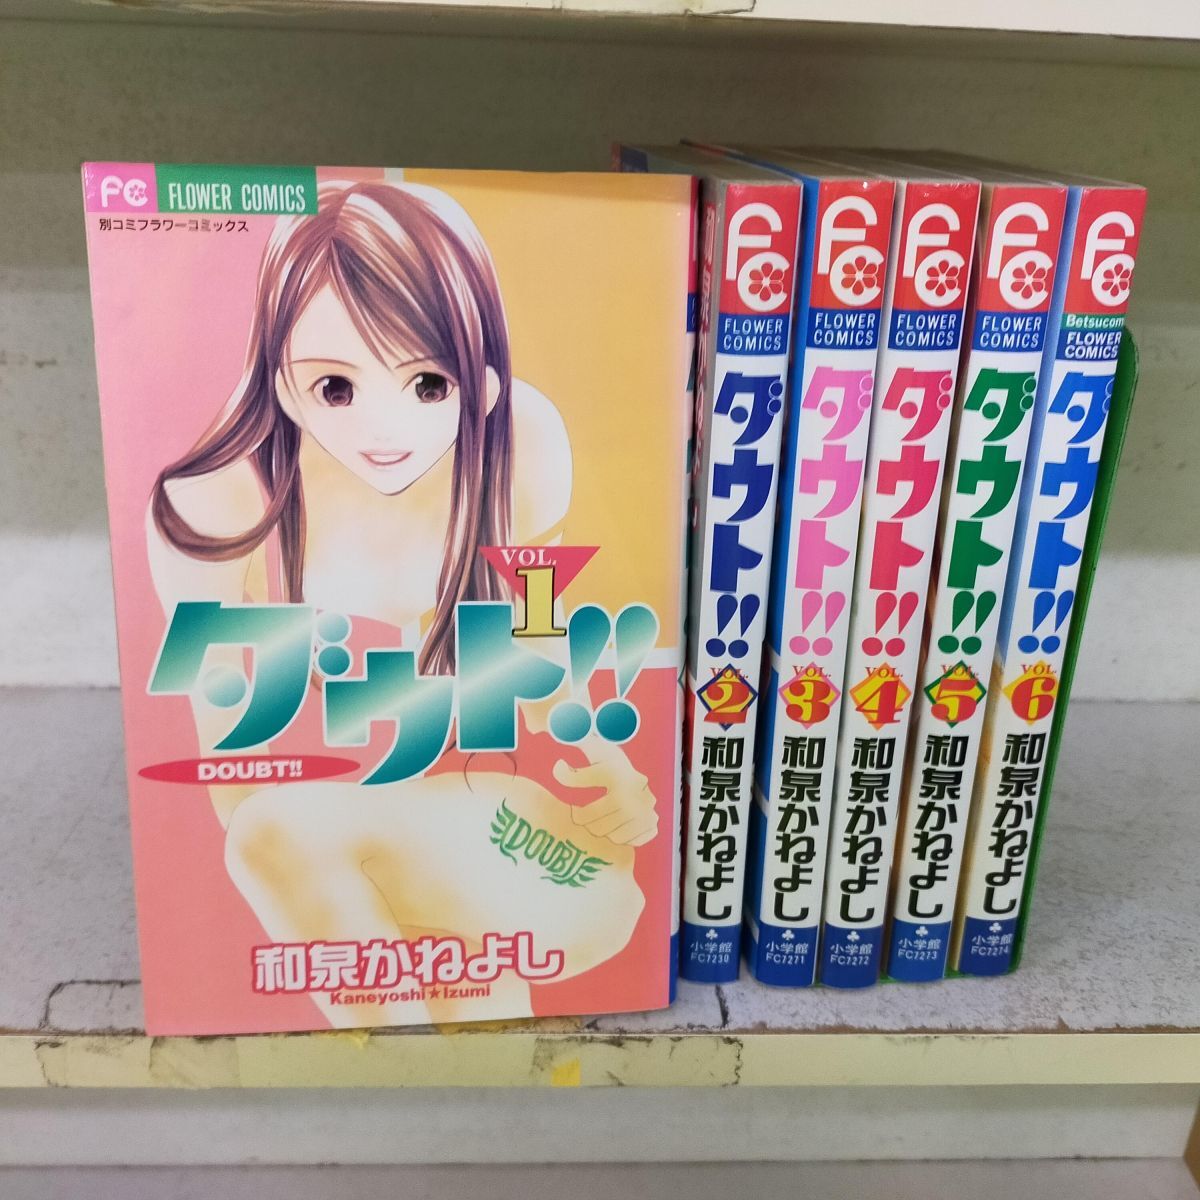 FC FLOWER COMICS
別コミフラワーコミックス
VOL.
1
ダウト!!
DOUBT!!
DOUBT
和泉かねよし
Kaneyoshi★Izumi
FC
FLOWER
COMICS
ダウト!!
VOL.
2
和泉かねよし
♣
小学館
FC7230
FC
FLOWER
COMICS
ダウト!!
VOL.
3
和泉かねよし
♣
小学館
FC7271
FC
FLOWER
COMICS
ダウト!!
VOL.
4
和泉かねよし
♣
小学館
FC7272
FC
FLOWER
COMICS
ダウト!!
VOL.
5
和泉かねよし
♣
小学館
FC7273
FC
Betsucomi
FLOWER
COMICS
ダウト!!
VOL.
6
和泉かねよし
♣
小学館
FC7274